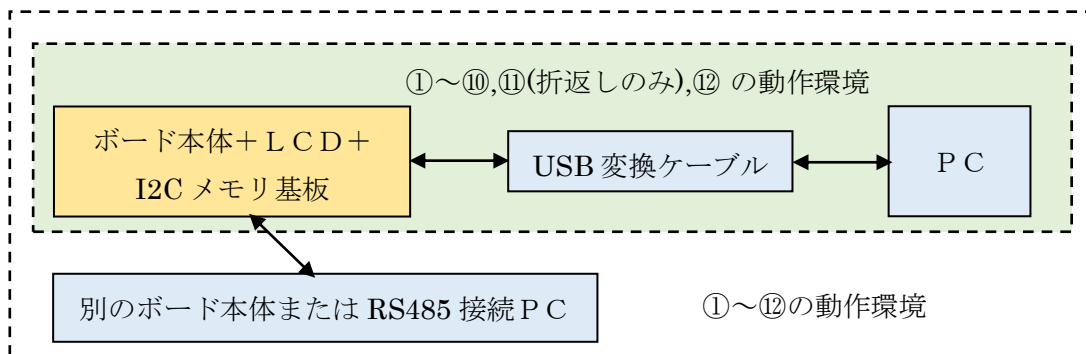 ①～⑩,⑪(折返しのみ),⑫ の動作環境
ボード本体＋ＬＣＤ＋
I2C メモリ基板
USB 変換ケーブル
ＰＣ
別のボード本体または RS485 接続ＰＣ
①～⑫の動作環境